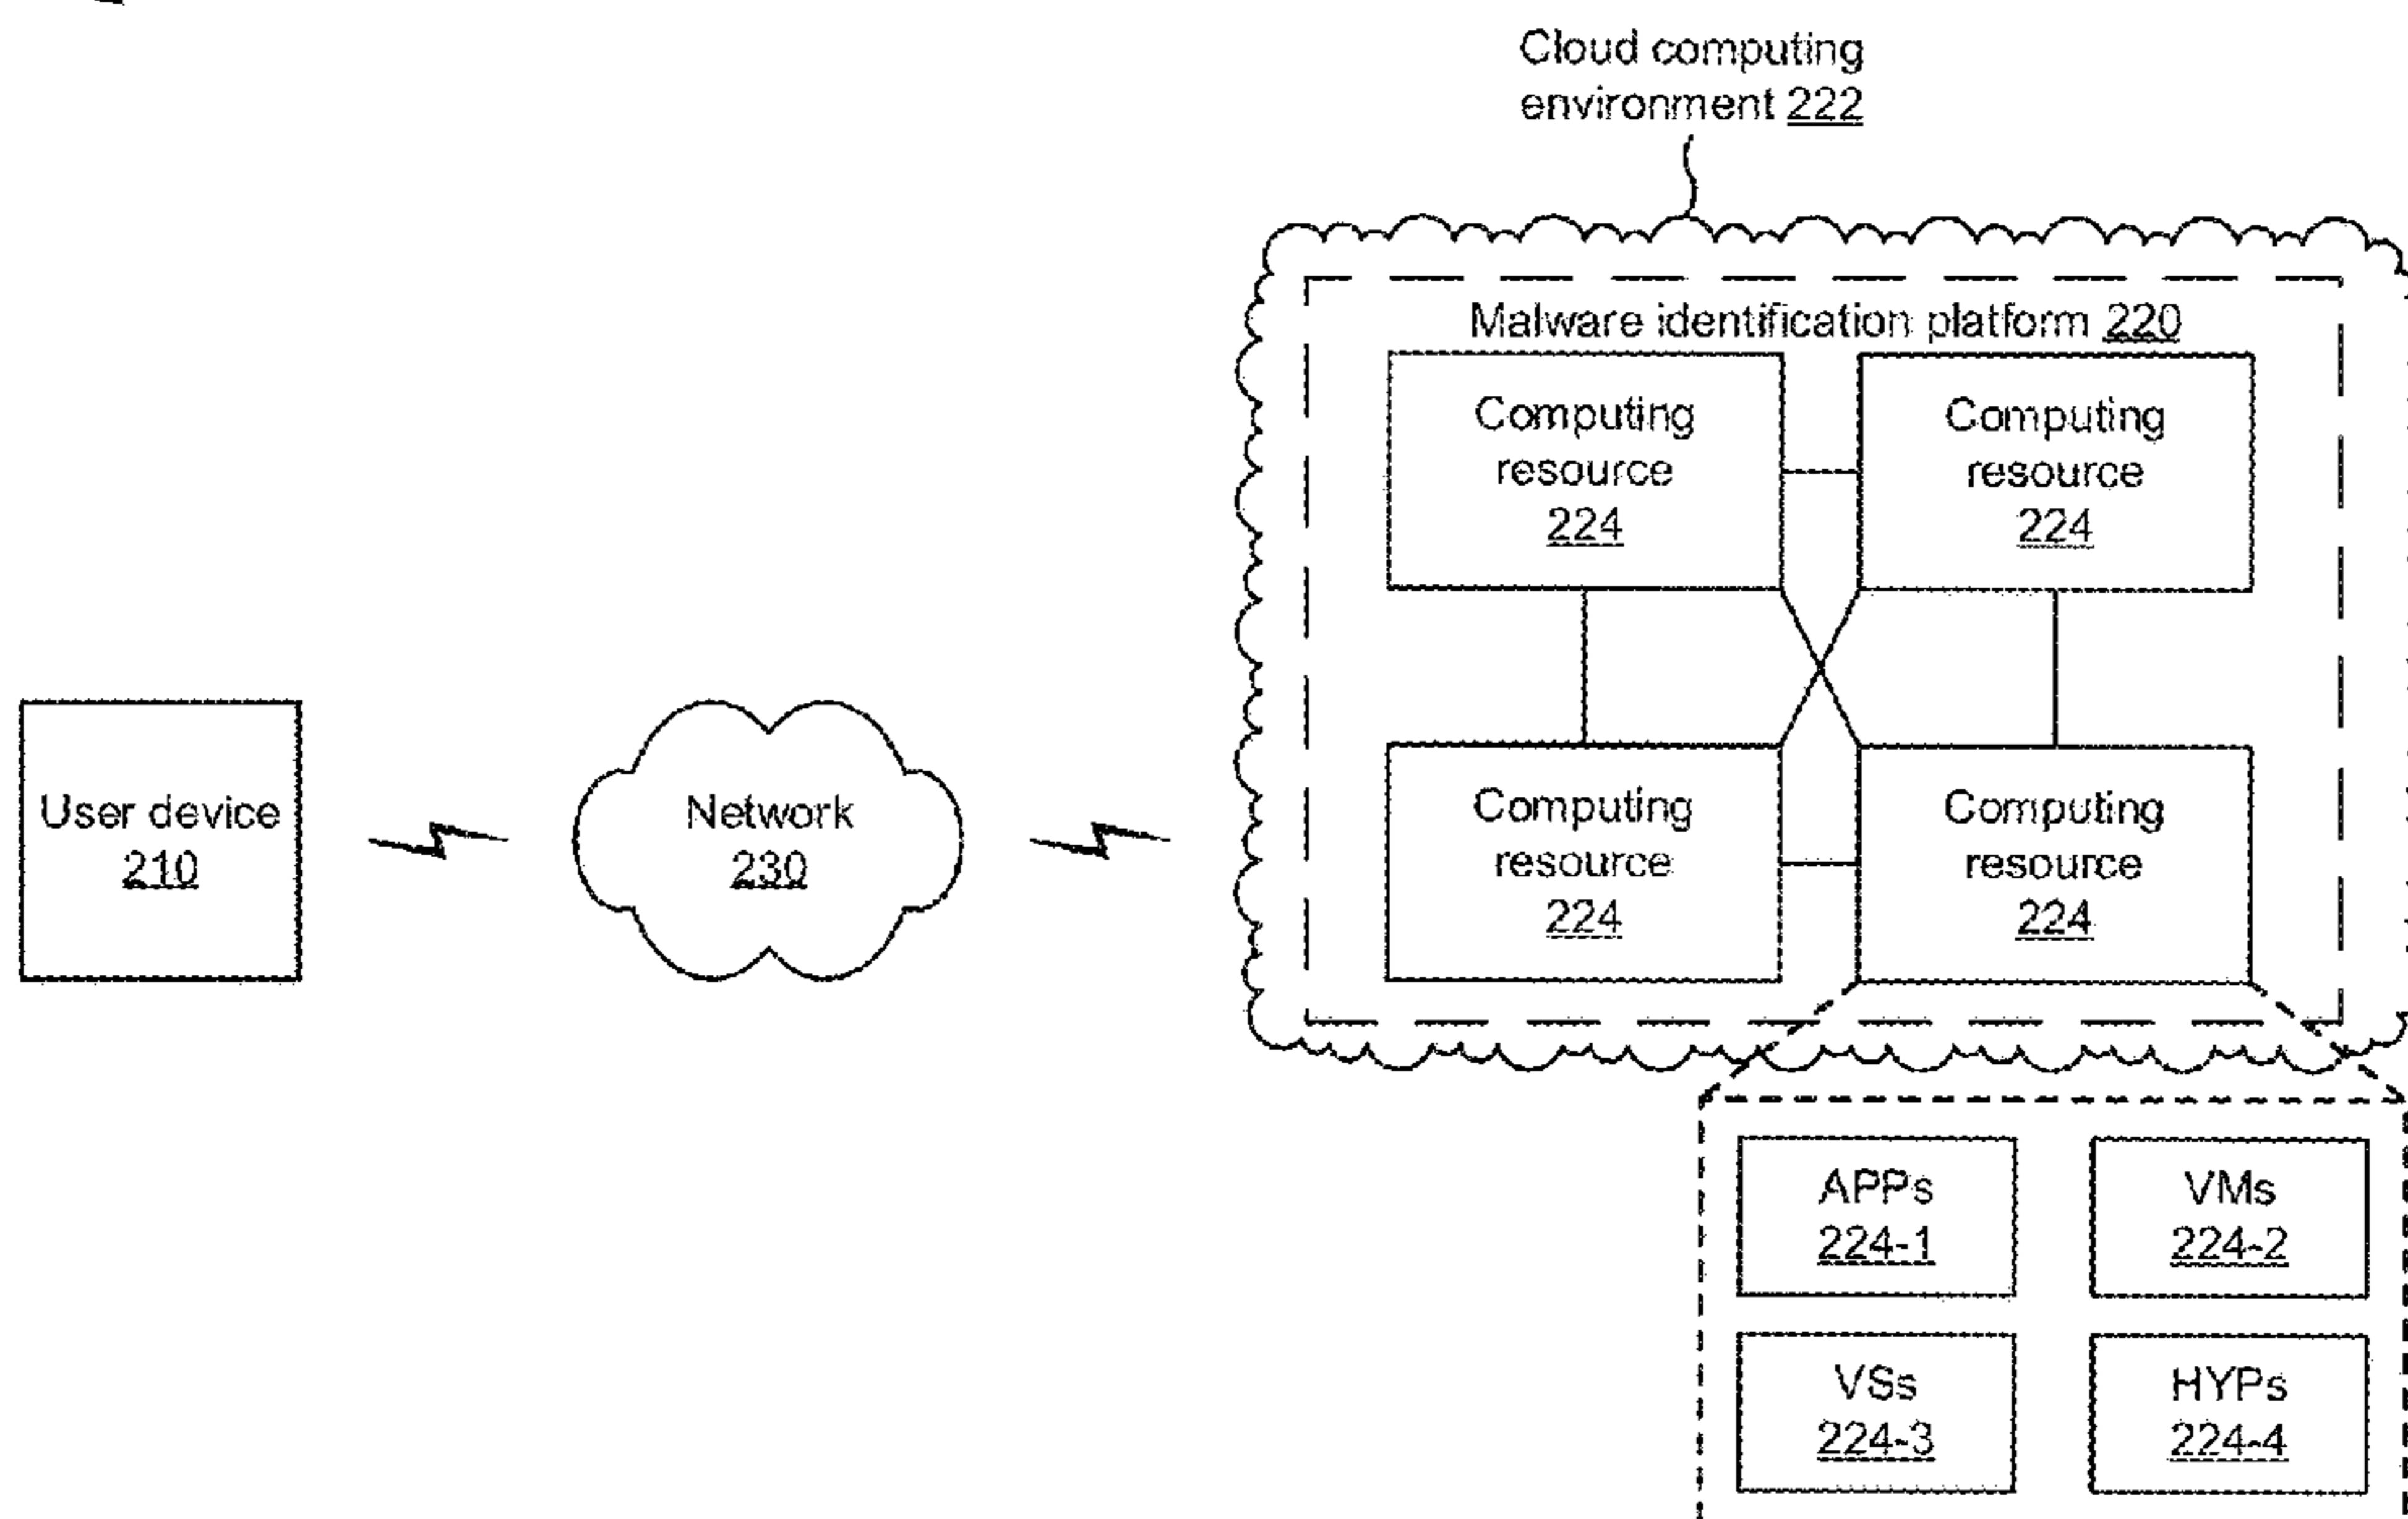 Cloud computing
environment 222
Malware identification platform 220
Computing
resource
224
Computing
resource
224
User device
210
Network
230
Computing
resource
224
Computing
resource
224
APPs
224-1
VMs
224-2
VSs
224-3
HYPs
224-4